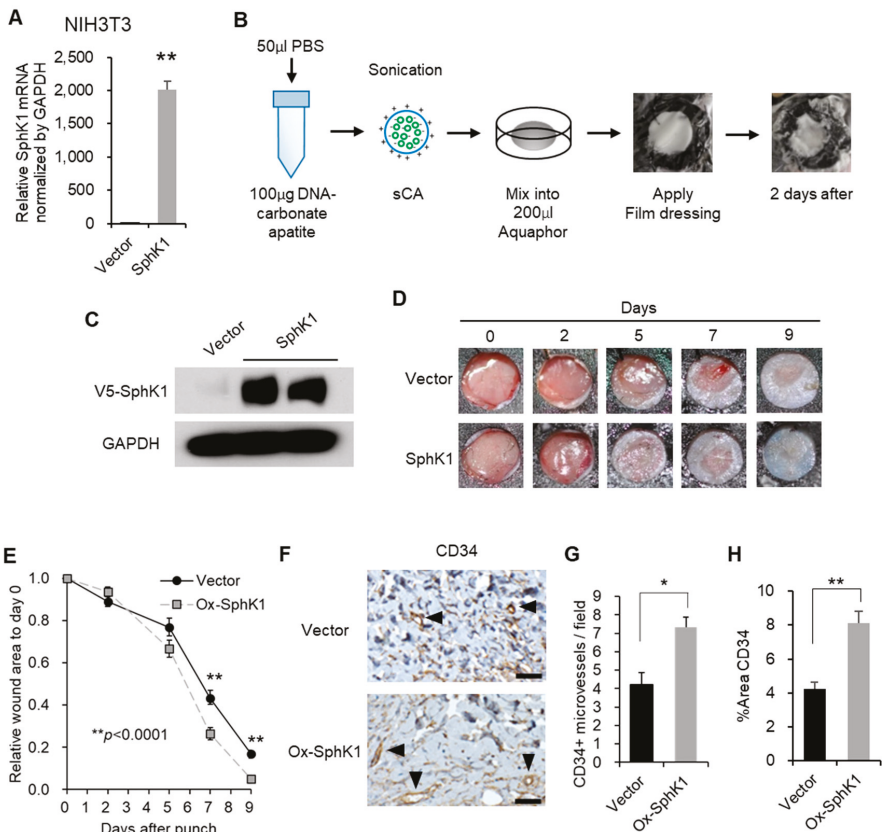 A
NIH3T3
**
2,500
2,000
1,500
1,000
500
0
Relative SphK1 mRNA
normalized by GAPDH
Vector
SphK1
B
50μl PBS
Sonication
100μg DNA-
carbonate
apatite
sCA
Mix into
200μl
Aquaphor
Apply
Film dressing
2 days after
C
Vector
SphK1
V5-SphK1
GAPDH
D
Days
0 2 5 7 9
Vector
SphK1
E
1.0
0.8
0.6
0.4
0.2
0.0
Relative wound area to day 0
Vector
Ox-SphK1
**
**
**p<0.0001
0 2 5 7 9
Days after punch
F
CD34
Vector
Ox-SphK1
G
*
9
8
7
6
5
4
3
2
1
0
CD34+ microvessels / field
Vector
Ox-SphK1
H
**
10
8
6
4
2
0
%Area CD34
Vector
Ox-SphK1